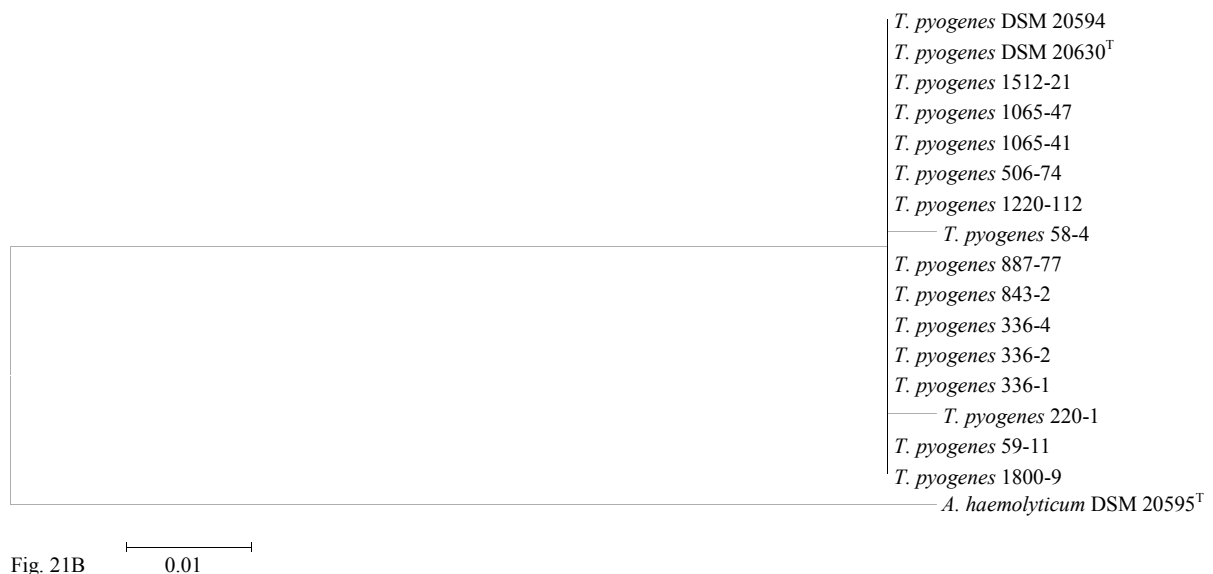 T. pyogenes DSM 20594
T. pyogenes DSM 20630ᵀ
T. pyogenes 1512-21
T. pyogenes 1065-47
T. pyogenes 1065-41
T. pyogenes 506-74
T. pyogenes 1220-112
T. pyogenes 58-4
T. pyogenes 887-77
T. pyogenes 843-2
T. pyogenes 336-4
T. pyogenes 336-2
T. pyogenes 336-1
T. pyogenes 220-1
T. pyogenes 59-11
T. pyogenes 1800-9
A. haemolyticum DSM 20595ᵀ
Fig. 21B 0.01